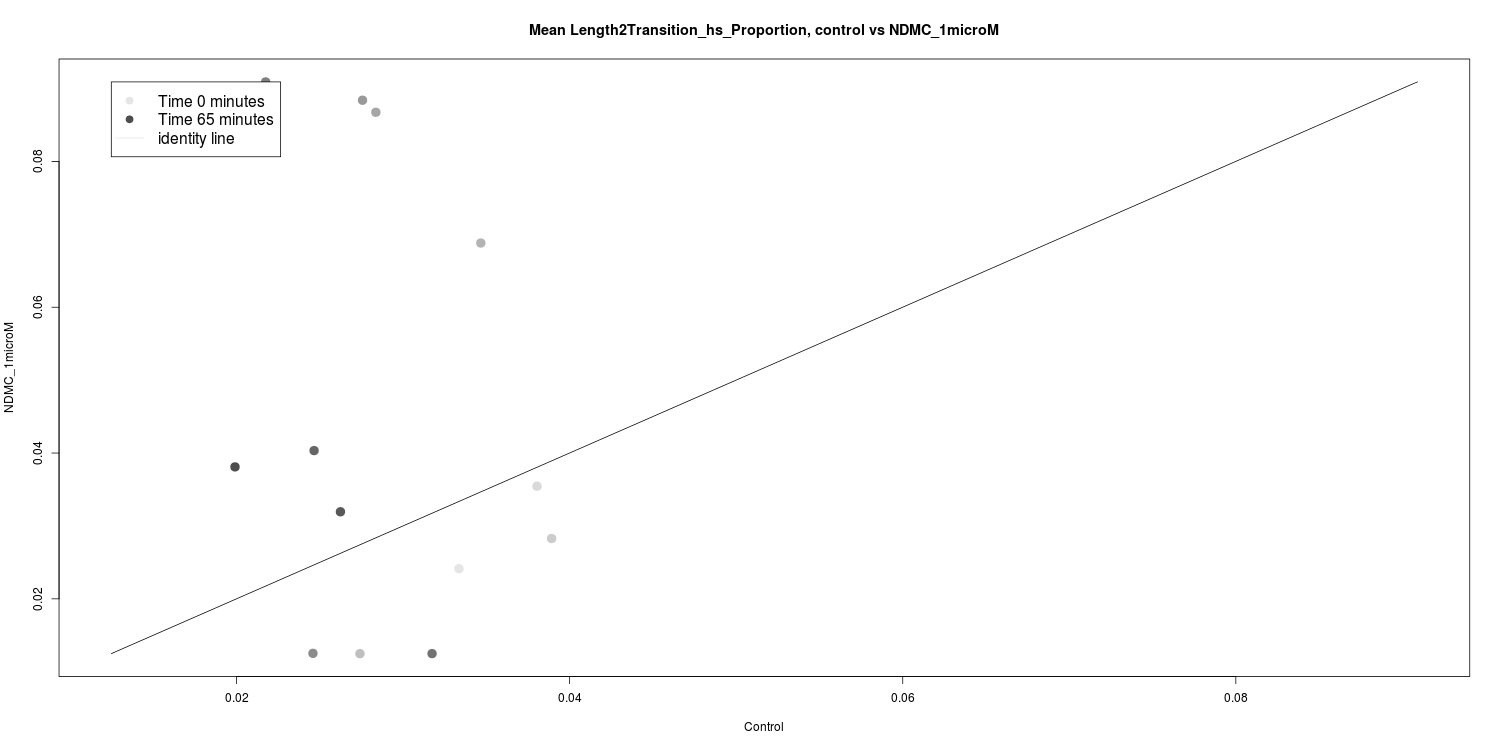 Mean Length2Transition_hs_Proportion, control vs NDMC_1microM
Time 0 minutes
Time 65 minutes
identity line
0.08
0.06
0.04
0.02
NDMC_1microM
0.02
0.04
0.06
0.08
Control